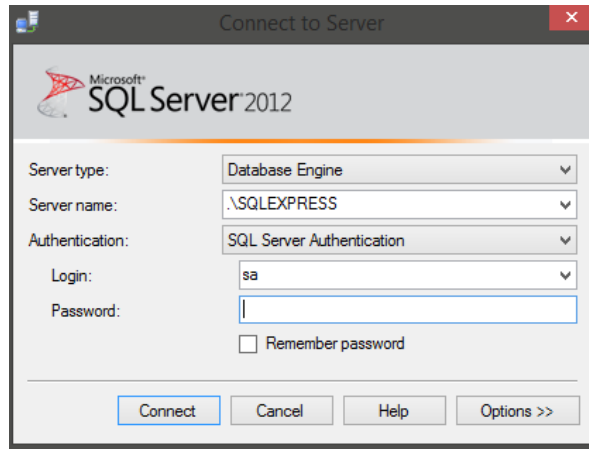 Connect to Server
Microsoft®
SQL Server® 2012
Server type: Database Engine
Server name: .\SQLEXPRESS
Authentication: SQL Server Authentication
Login: sa
Password:
Remember password
Connect Cancel Help Options >>